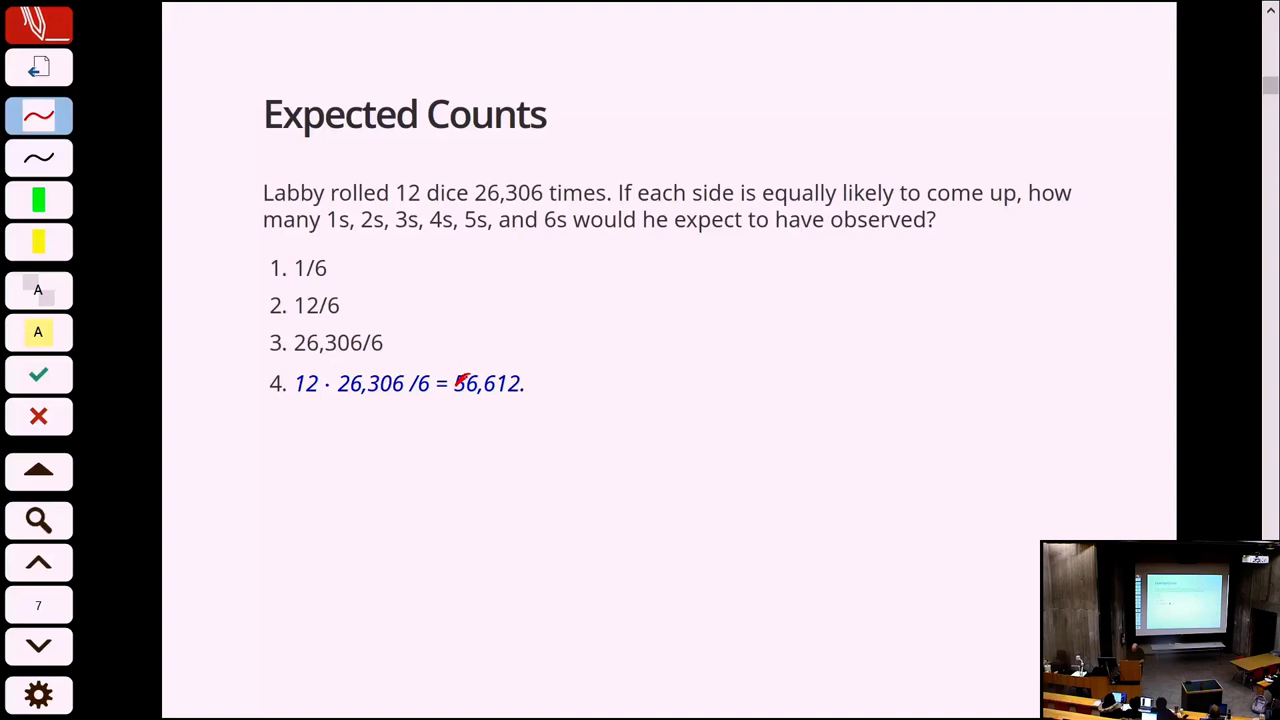 Expected Counts
Labby rolled 12 dice 26,306 times. If each side is equally likely to come up, how
many 1s, 2s, 3s, 4s, 5s, and 6s would he expect to have observed?
1. 1/6
2. 12/6
3. 26,306/6
4. 12 · 26,306 /6 = 56,612.
A
A
7